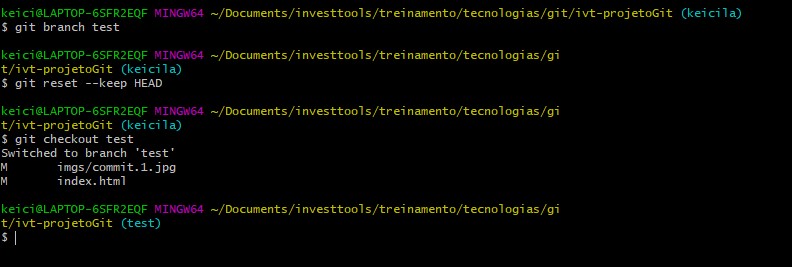 keici@LAPTOP-6SFR2EQF MINGW64 ~/Documents/investtools/treinamento/tecnologias/git/ivt-projetoGit (keicila)
$ git branch test
keici@LAPTOP-6SFR2EQF MINGW64 ~/Documents/investtools/treinamento/tecnologias/gi
t/ivt-projetoGit (keicila)
$ git reset --keep HEAD
keici@LAPTOP-6SFR2EQF MINGW64 ~/Documents/investtools/treinamento/tecnologias/gi
t/ivt-projetoGit (keicila)
$ git checkout test
Switched to branch 'test'
M       imgs/commit.1.jpg
M       index.html
keici@LAPTOP-6SFR2EQF MINGW64 ~/Documents/investtools/treinamento/tecnologias/gi
t/ivt-projetoGit (test)
$